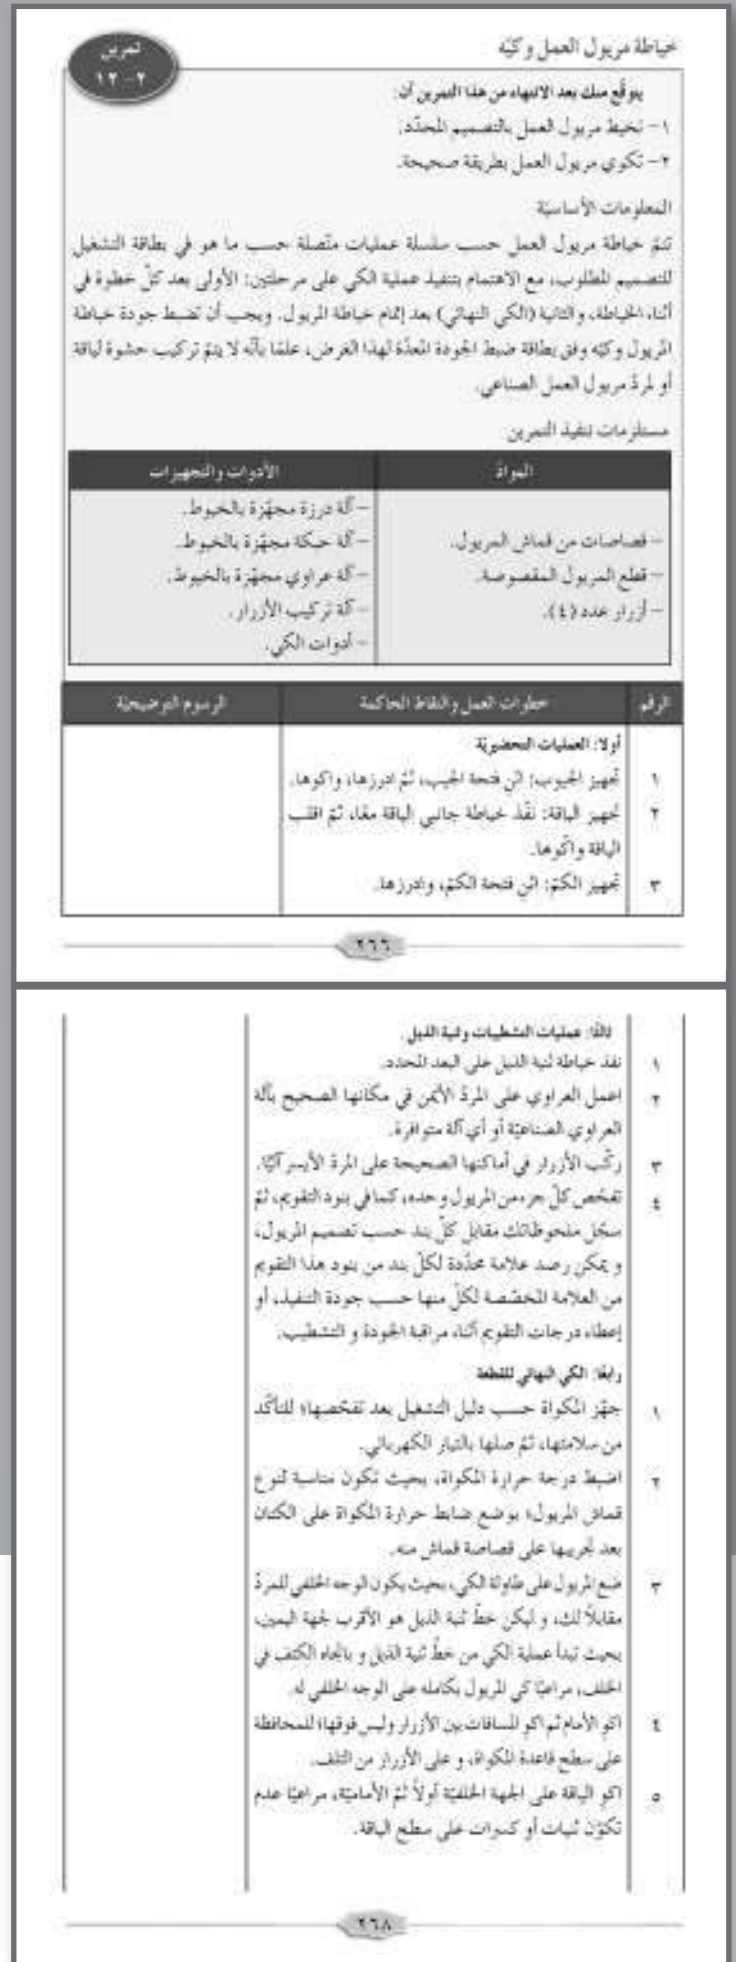 خياطة مريول العمل وكيّه
تمرين
٢-١٢
يتوقّع منك بعد الانتهاء من هذا التمرين أن:
١- تخيط مريول العمل بالتصميم المحدّد.
٢- تكوي مريول العمل بطريقة صحيحة.
المعلومات الأساسيّة
تتمّ خياطة مريول العمل حسب سلسلة عمليات متّصلة حسب ما هو في بطاقة التشغيل
للتصميم المطلوب، مع الاهتمام بتنفيذ عملية الكي على مرحلتين: الأولى بعد كلّ خطوة في
أثناء الخياطة، والثانية (الكي النهائي) بعد إتمام خياطة المريول. ويجب أن تضبط جودة خياطة
المريول وكيّه وفق بطاقة ضبط الجودة المعدّة لهذا الغرض، علمًا بأنّه لا يتمّ تركيب حشوة لياقة
أو لمردّ مريول العمل الصناعي.
مستلزمات تنفيذ التمرين
المواد
الأدوات والتجهيزات
- قصاصات من قماش المريول.
- قطع المريول المقصوصة.
- أزرار عدد (٤).
- آلة درزة مجهّزة بالخيوط.
- آلة حبكة مجهّزة بالخيوط.
- آلة عراوي مجهّزة بالخيوط.
- آلة تركيب الأزرار.
- أدوات الكي.
الرقم
خطوات العمل والنقاط الحاكمة
الرسوم التوضيحيّة
أولًا: العمليات التحضيريّة
١ تجهيز الجيوب: اثن فتحة الجيب، ثمّ ادرزها، واكوها.
٢ تجهيز الياقة: نفّذ خياطة جانبي الياقة معًا، ثمّ اقلب
الياقة واكوها.
٣ تجهيز الكمّ: اثن فتحة الكمّ، وادرزها.
٢٦٦
ثالثًا: عمليات التشطيبات وثنية الذيل
١ نفذ خياطة ثنية الذيل على البعد المحدد.
٢ اعمل العراوي على المردّ الأيمن في مكانها الصحيح بآلة
العراوي الصناعيّة أو أي آلة متوافرة.
٣ ركّب الأزرار في أماكنها الصحيحة على المردّ الأيسر آليًّا.
٤ تفحّص كلّ جزء من المريول وحده، كما في بنود التقويم، ثمّ
سجّل ملحوظاتك مقابل كلّ بند حسب تصميم المريول،
ويمكن رصد علامة محدّدة لكلّ بند من بنود هذا التقويم
من العلامة المخصّصة لكلّ منها حسب جودة التنفيذ، أو
إعطاء درجات التقويم أثناء مراقبة الجودة والتشطيب.
رابعًا: الكي النهائي للقطعة
١ جهّز المكواة حسب دليل التشغيل بعد تفحّصها؛ للتأكّد
من سلامتها، ثمّ صلها بالتيار الكهربائي.
٢ اضبط درجة حرارة المكواة، بحيث تكون مناسبة لنوع
قماش المريول؛ بوضع ضابط حرارة المكواة على الكتان
بعد تجريبها على قصاصة قماش منه.
٣ ضع المريول على طاولة الكي، بحيث يكون الوجه الخلفي للمردّ
مقابلًا لك، وليكن خطّ ثنية الذيل هو الأقرب لجهة اليمين،
بحيث تبدأ عملية الكي من خطّ ثنية الذيل وباتجاه الكتف في
الخلف، مراعيًا كي المريول بكامله على الوجه الخلفي له.
٤ اكو الأمام ثم اكو المسافات بين الأزرار وليس فوقها؛ للمحافظة
على سطح قاعدة المكواة، وعلى الأزرار من التلف.
٥ اكو الياقة على الجهة الخلفيّة أولًا ثمّ الأماميّة، مراعيًا عدم
تكوّن ثنيات أو كسرات على سطح الياقة.
٢٦٨